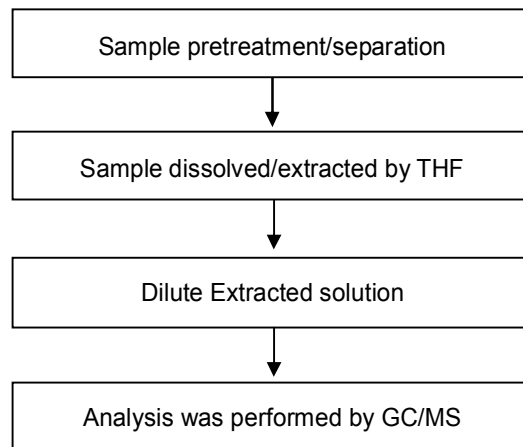 Sample pretreatment/separation
Sample dissolved/extracted by THF
Dilute Extracted solution
Analysis was performed by GC/MS